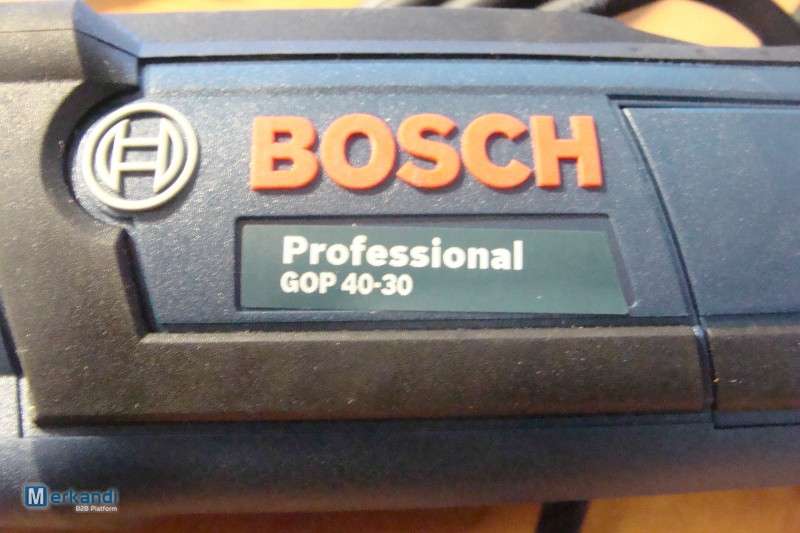 BOSCH
Professional
GOP 40-30
Merkandi
B2B Platform